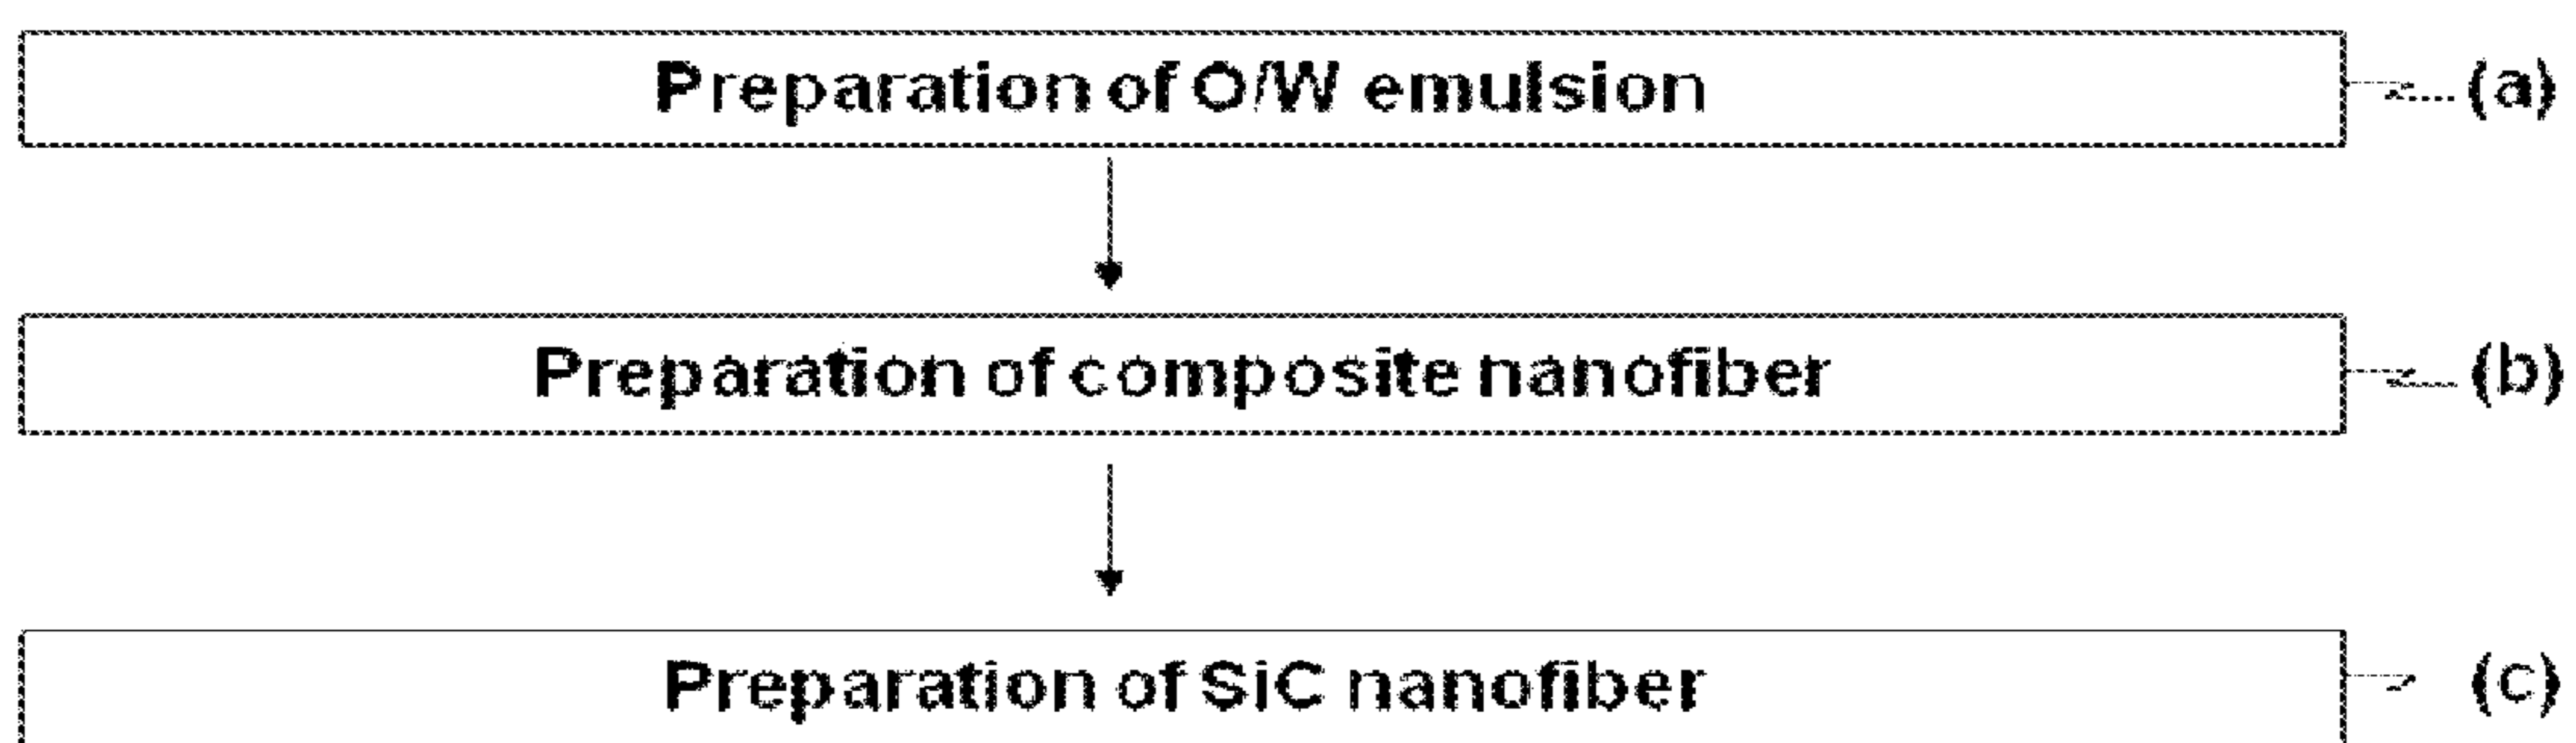 Preparation of O/W emulsion (a)
Preparation of composite nanofiber (b)
Preparation of SiC nanofiber (c)